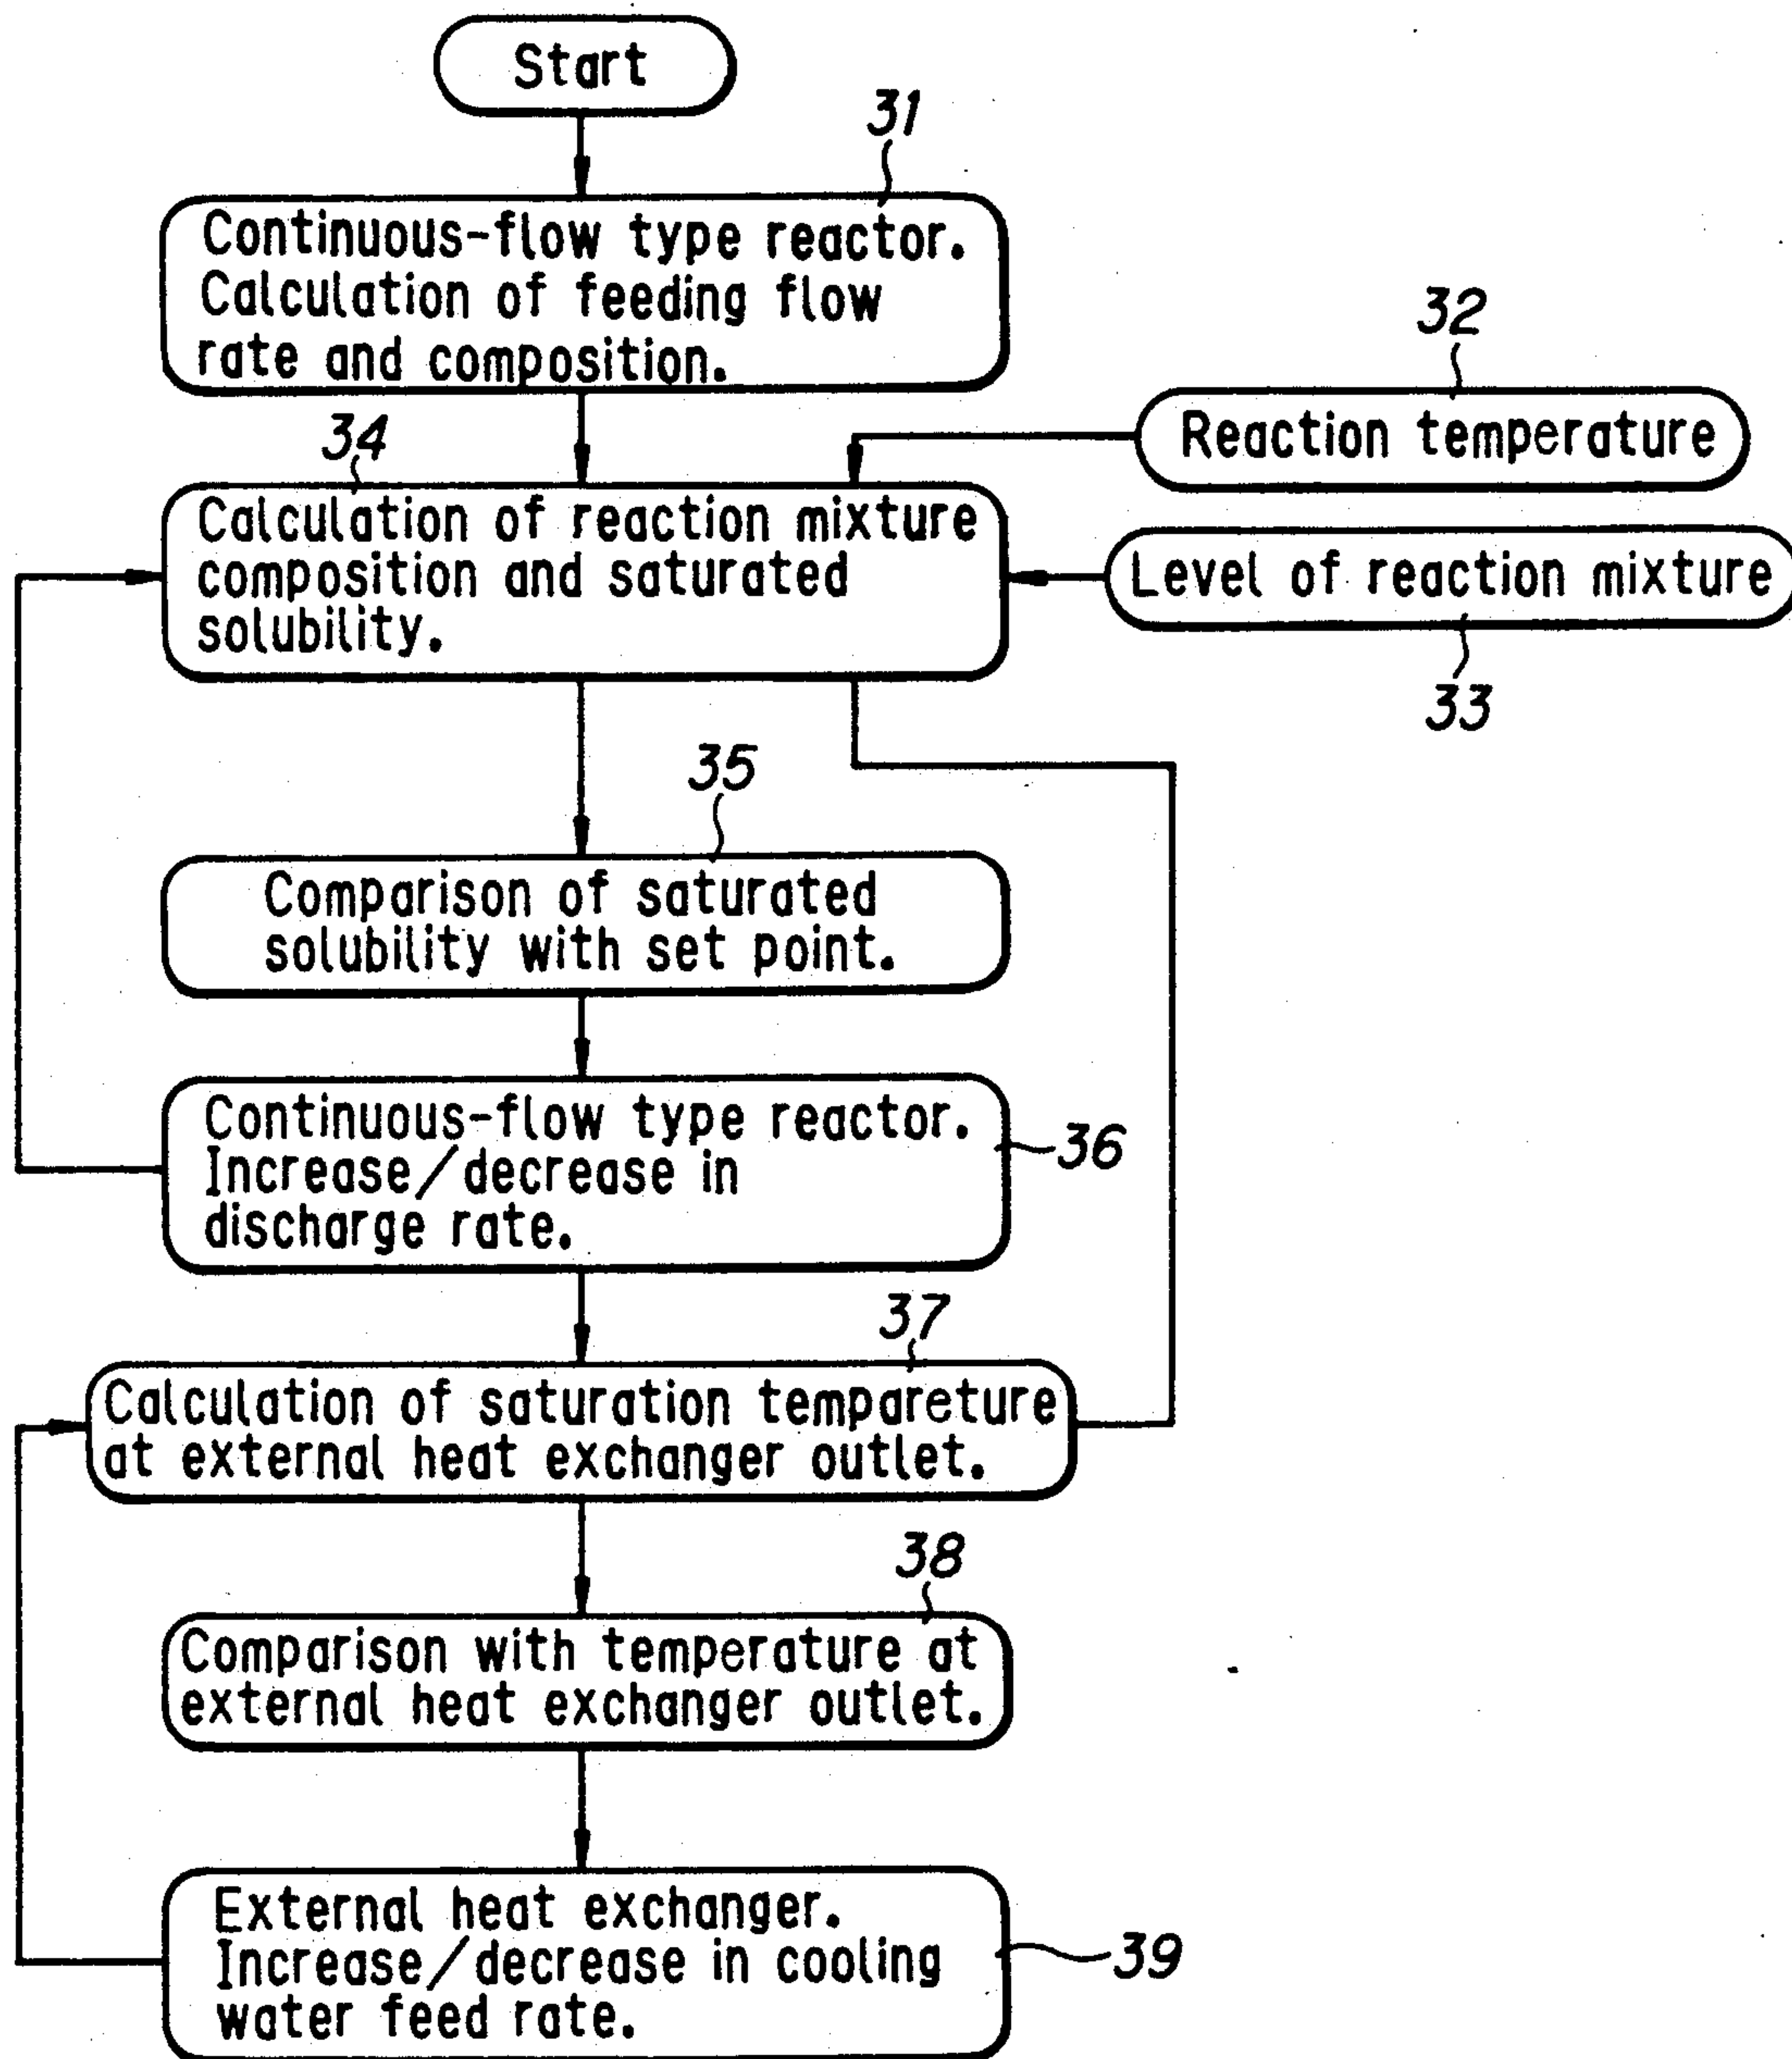 Start
31
Continuous-flow type reactor.
Calculation of feeding flow
rate and composition.
32
Reaction temperature
34
Calculation of reaction mixture
composition and saturated
solubility.
Level of reaction mixture
33
35
Comparison of saturated
solubility with set point.
Continuous-flow type reactor.
Increase/decrease in
discharge rate.
36
37
Calculation of saturation tempareture
at external heat exchanger outlet.
38
Comparison with temperature at
external heat exchanger outlet.
External heat exchanger.
Increase/decrease in cooling
water feed rate.
39